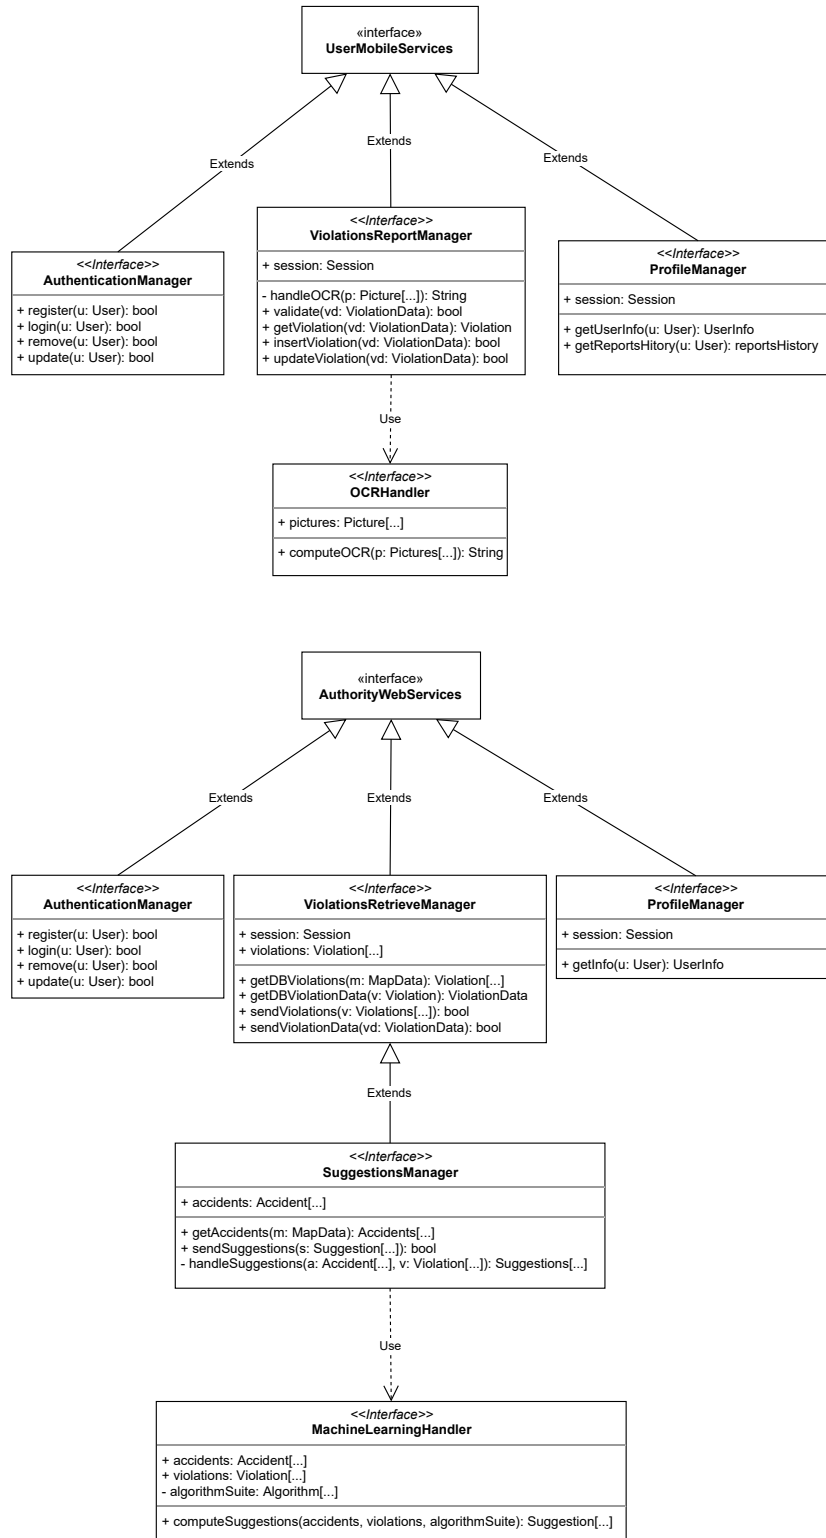 «interface»
UserMobileServices
Extends
Extends
Extends
<<Interface>>
AuthenticationManager
+ register(u: User): bool
+ login(u: User): bool
+ remove(u: User): bool
+ update(u: User): bool
<<Interface>>
ViolationsReportManager
+ session: Session
- handleOCR(p: Picture[...]): String
+ validate(vd: ViolationData): bool
+ getViolation(vd: ViolationData): Violation
+ insertViolation(vd: ViolationData): bool
+ updateViolation(vd: ViolationData): bool
<<Interface>>
ProfileManager
+ session: Session
+ getUserInfo(u: User): UserInfo
+ getReportsHitory(u: User): reportsHistory
Use
<<Interface>>
OCRHandler
+ pictures: Picture[...]
+ computeOCR(p: Pictures[...]): String
«interface»
AuthorityWebServices
Extends
Extends
Extends
<<Interface>>
AuthenticationManager
+ register(u: User): bool
+ login(u: User): bool
+ remove(u: User): bool
+ update(u: User): bool
<<Interface>>
ViolationsRetrieveManager
+ session: Session
+ violations: Violation[...]
+ getDBViolations(m: MapData): Violation[...]
+ getDBViolationData(v: Violation): ViolationData
+ sendViolations(v: Violations[...]): bool
+ sendViolationData(vd: ViolationData): bool
<<Interface>>
ProfileManager
+ session: Session
+ getInfo(u: User): UserInfo
Extends
<<Interface>>
SuggestionsManager
+ accidents: Accident[...]
+ getAccidents(m: MapData): Accidents[...]
+ sendSuggestions(s: Suggestion[...]): bool
- handleSuggestions(a: Accident[...], v: Violation[...]): Suggestions[...]
Use
<<Interface>>
MachineLearningHandler
+ accidents: Accident[...]
+ violations: Violation[...]
- algorithmSuite: Algorithm[...]
+ computeSuggestions(accidents, violations, algorithmSuite): Suggestion[...]